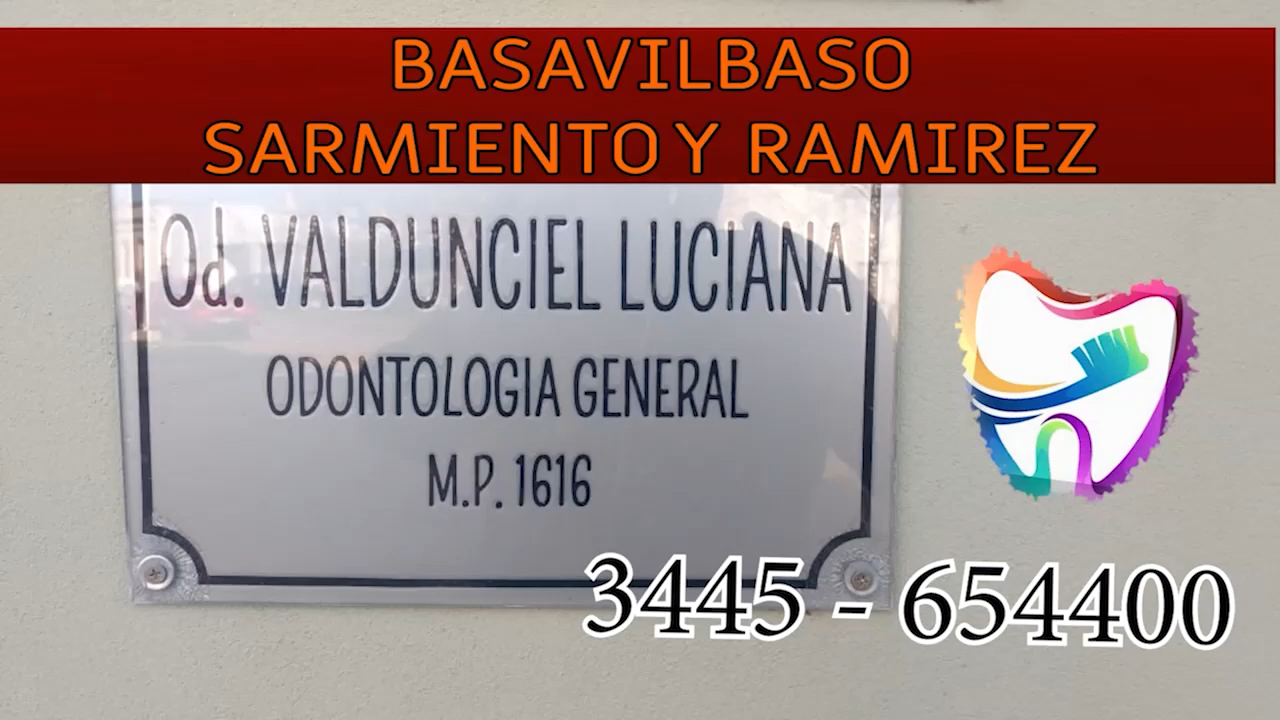 BASAVILBASO
SARMIENTO Y RAMIREZ
Od. VALDUNCIEL LUCIANA
ODONTOLOGIA GENERAL
M.P. 1616
3445 - 654400